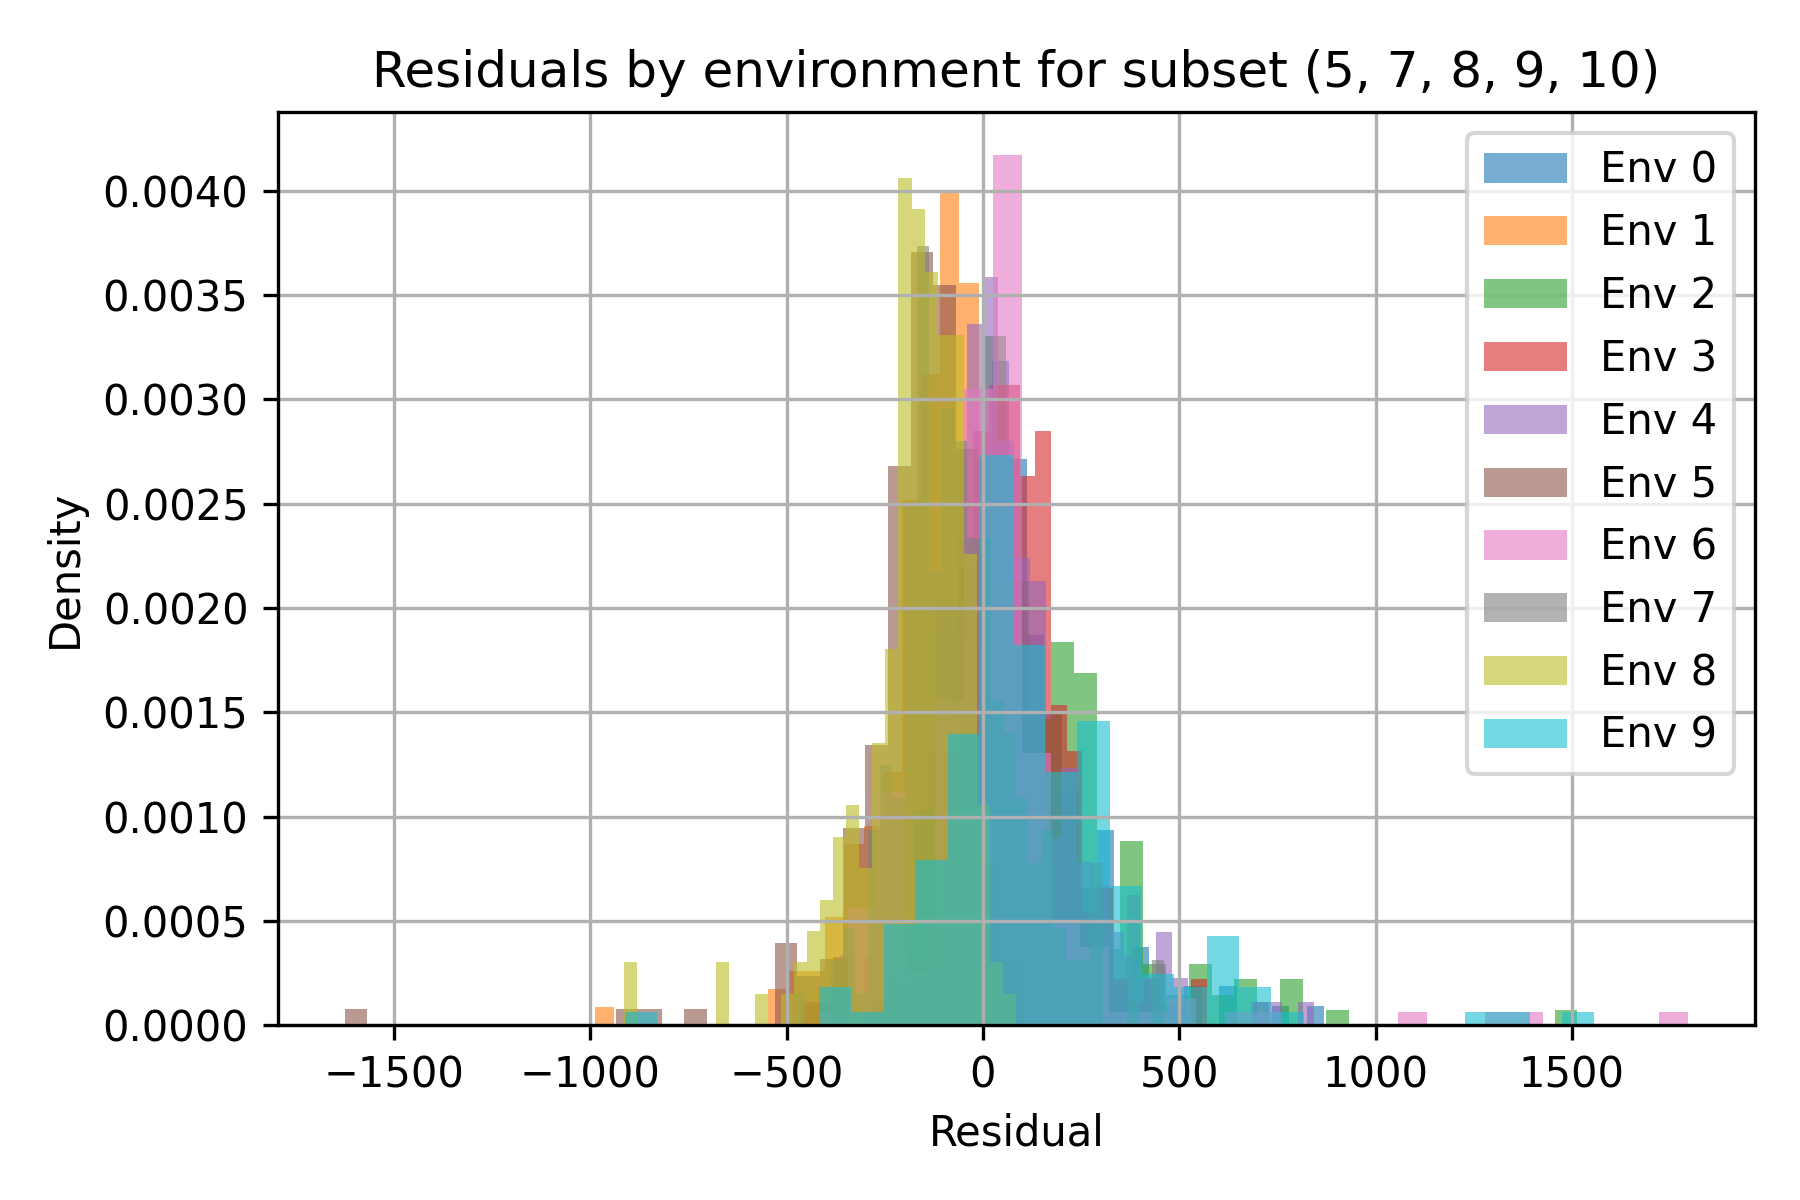 Residuals by environment for subset (5, 7, 8, 9, 10)
Density
0.0040
0.0035
0.0030
0.0025
0.0020
0.0015
0.0010
0.0005
0.0000
Env 0
Env 1
Env 2
Env 3
Env 4
Env 5
Env 6
Env 7
Env 8
Env 9
−1500 −1000 −500 0 500 1000 1500
Residual